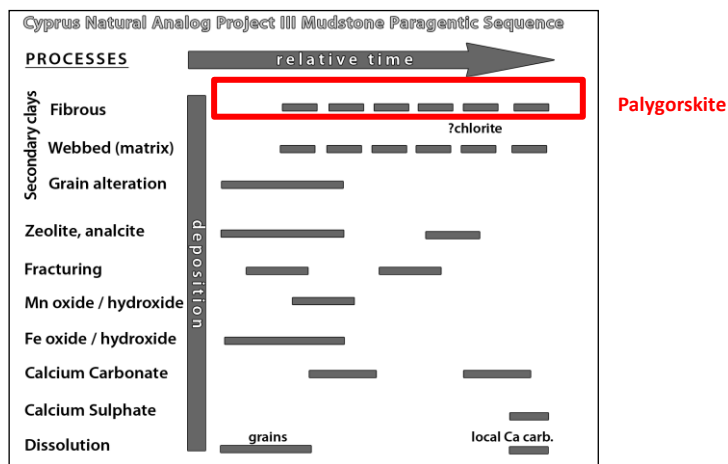 Cyprus Natural Analog Project III Mudstone Paragentic Sequence
PROCESSES
relative time
Secondary clays
Fibrous
Palygorskite
?chlorite
Webbed (matrix)
Grain alteration
deposition
Zeolite, analcite
Fracturing
Mn oxide / hydroxide
Fe oxide / hydroxide
Calcium Carbonate
Calcium Sulphate
grains
local Ca carb.
Dissolution